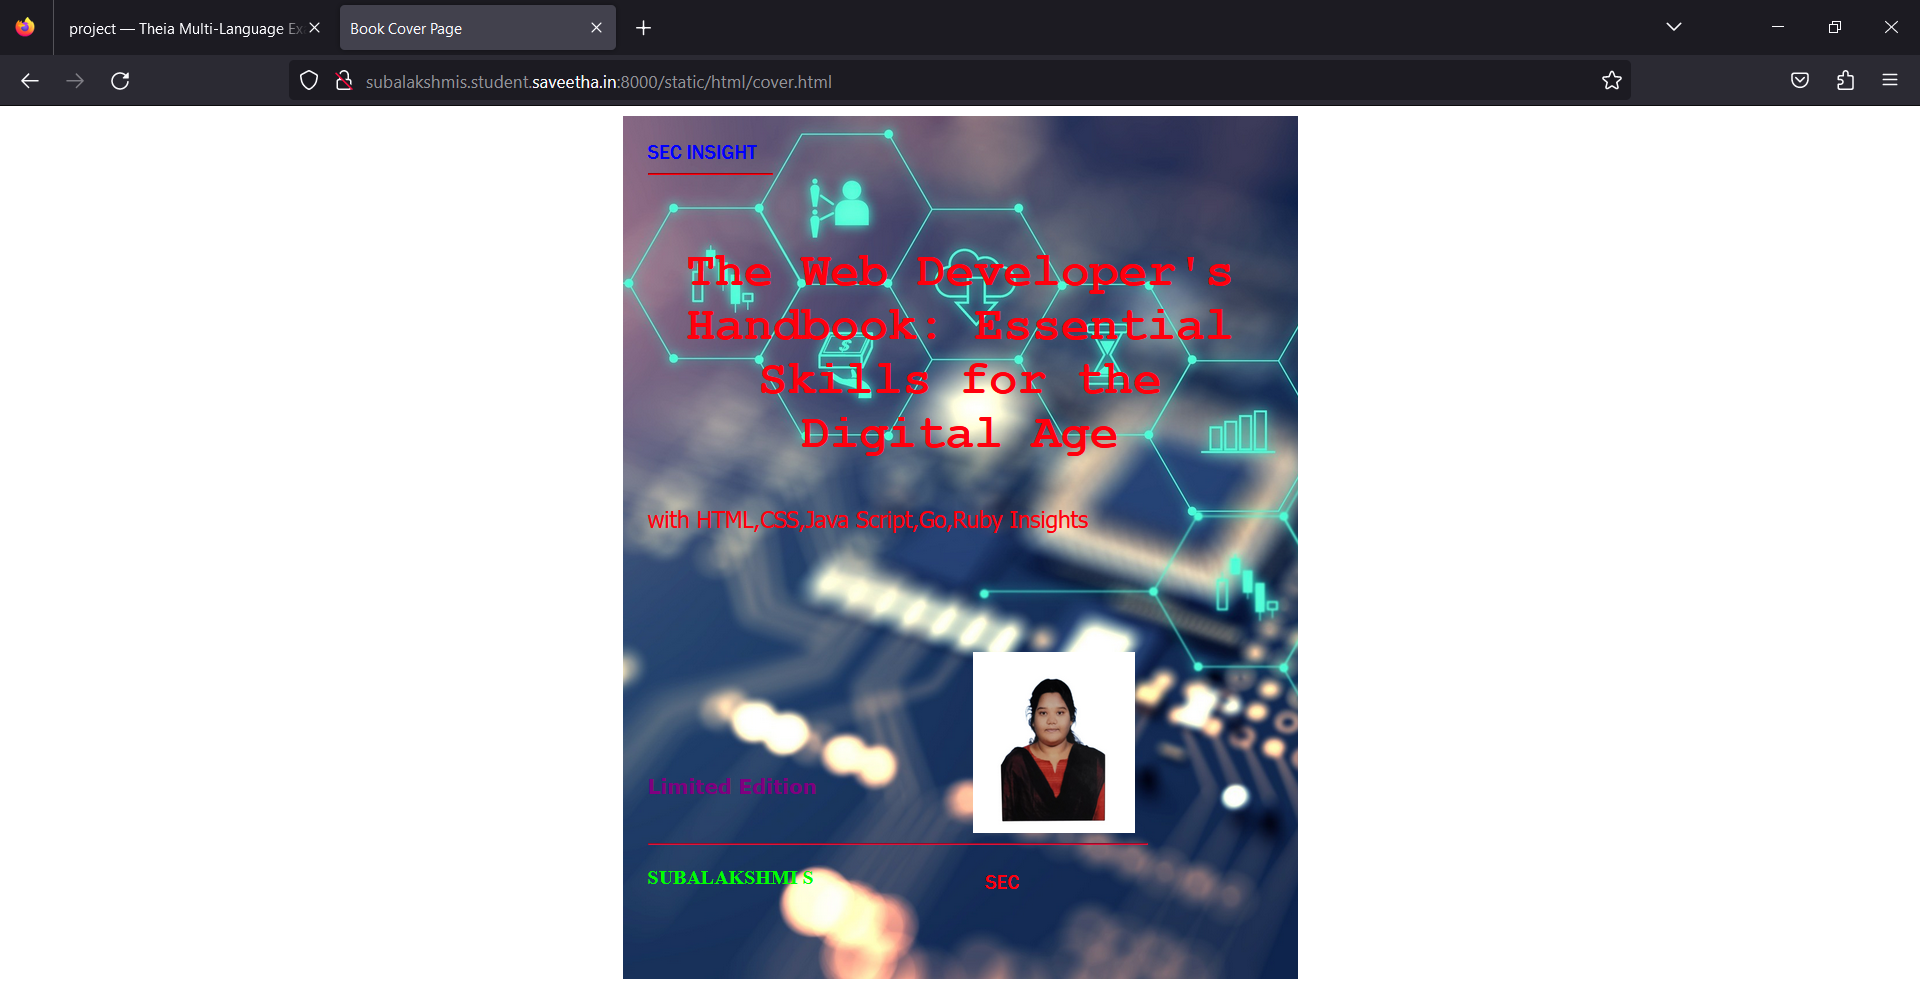 project — Theia Multi-Language Ex
Book Cover Page
subalakshmis.student.saveetha.in:8000/static/html/cover.html
SEC INSIGHT
The Web Developer's
Handbook: Essential
Skills for the
Digital Age
with HTML,CSS,Java Script,Go,Ruby Insights
Limited Edition
SUBALAKSHMI S
SEC